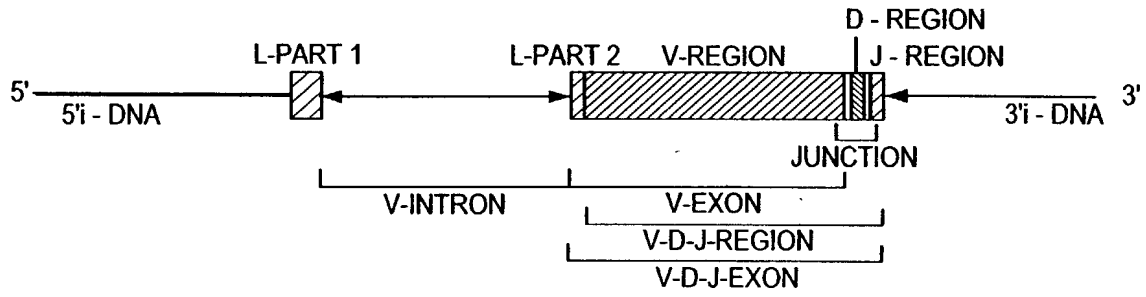 D - REGION
L-PART 1 L-PART 2 V-REGION J - REGION
5' 3'
5'i - DNA 3'i - DNA
JUNCTION
V-INTRON V-EXON
V-D-J-REGION
V-D-J-EXON